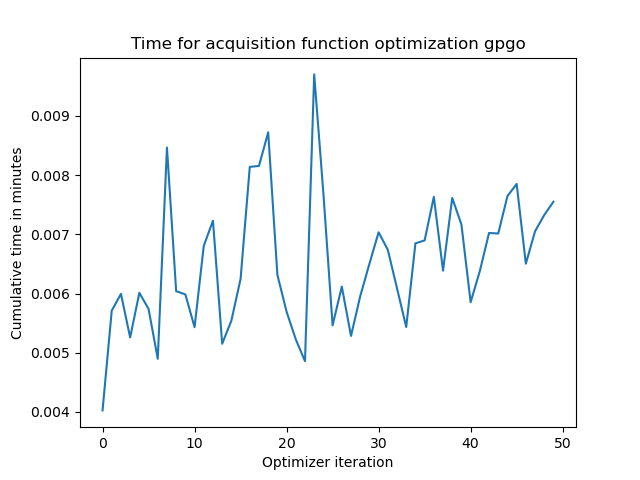 Time for acquisition function optimization gpgo
0.009
0.008
0.007
0.006
0.005
0.004
Cumulative time in minutes
0 10 20 30 40 50
Optimizer iteration